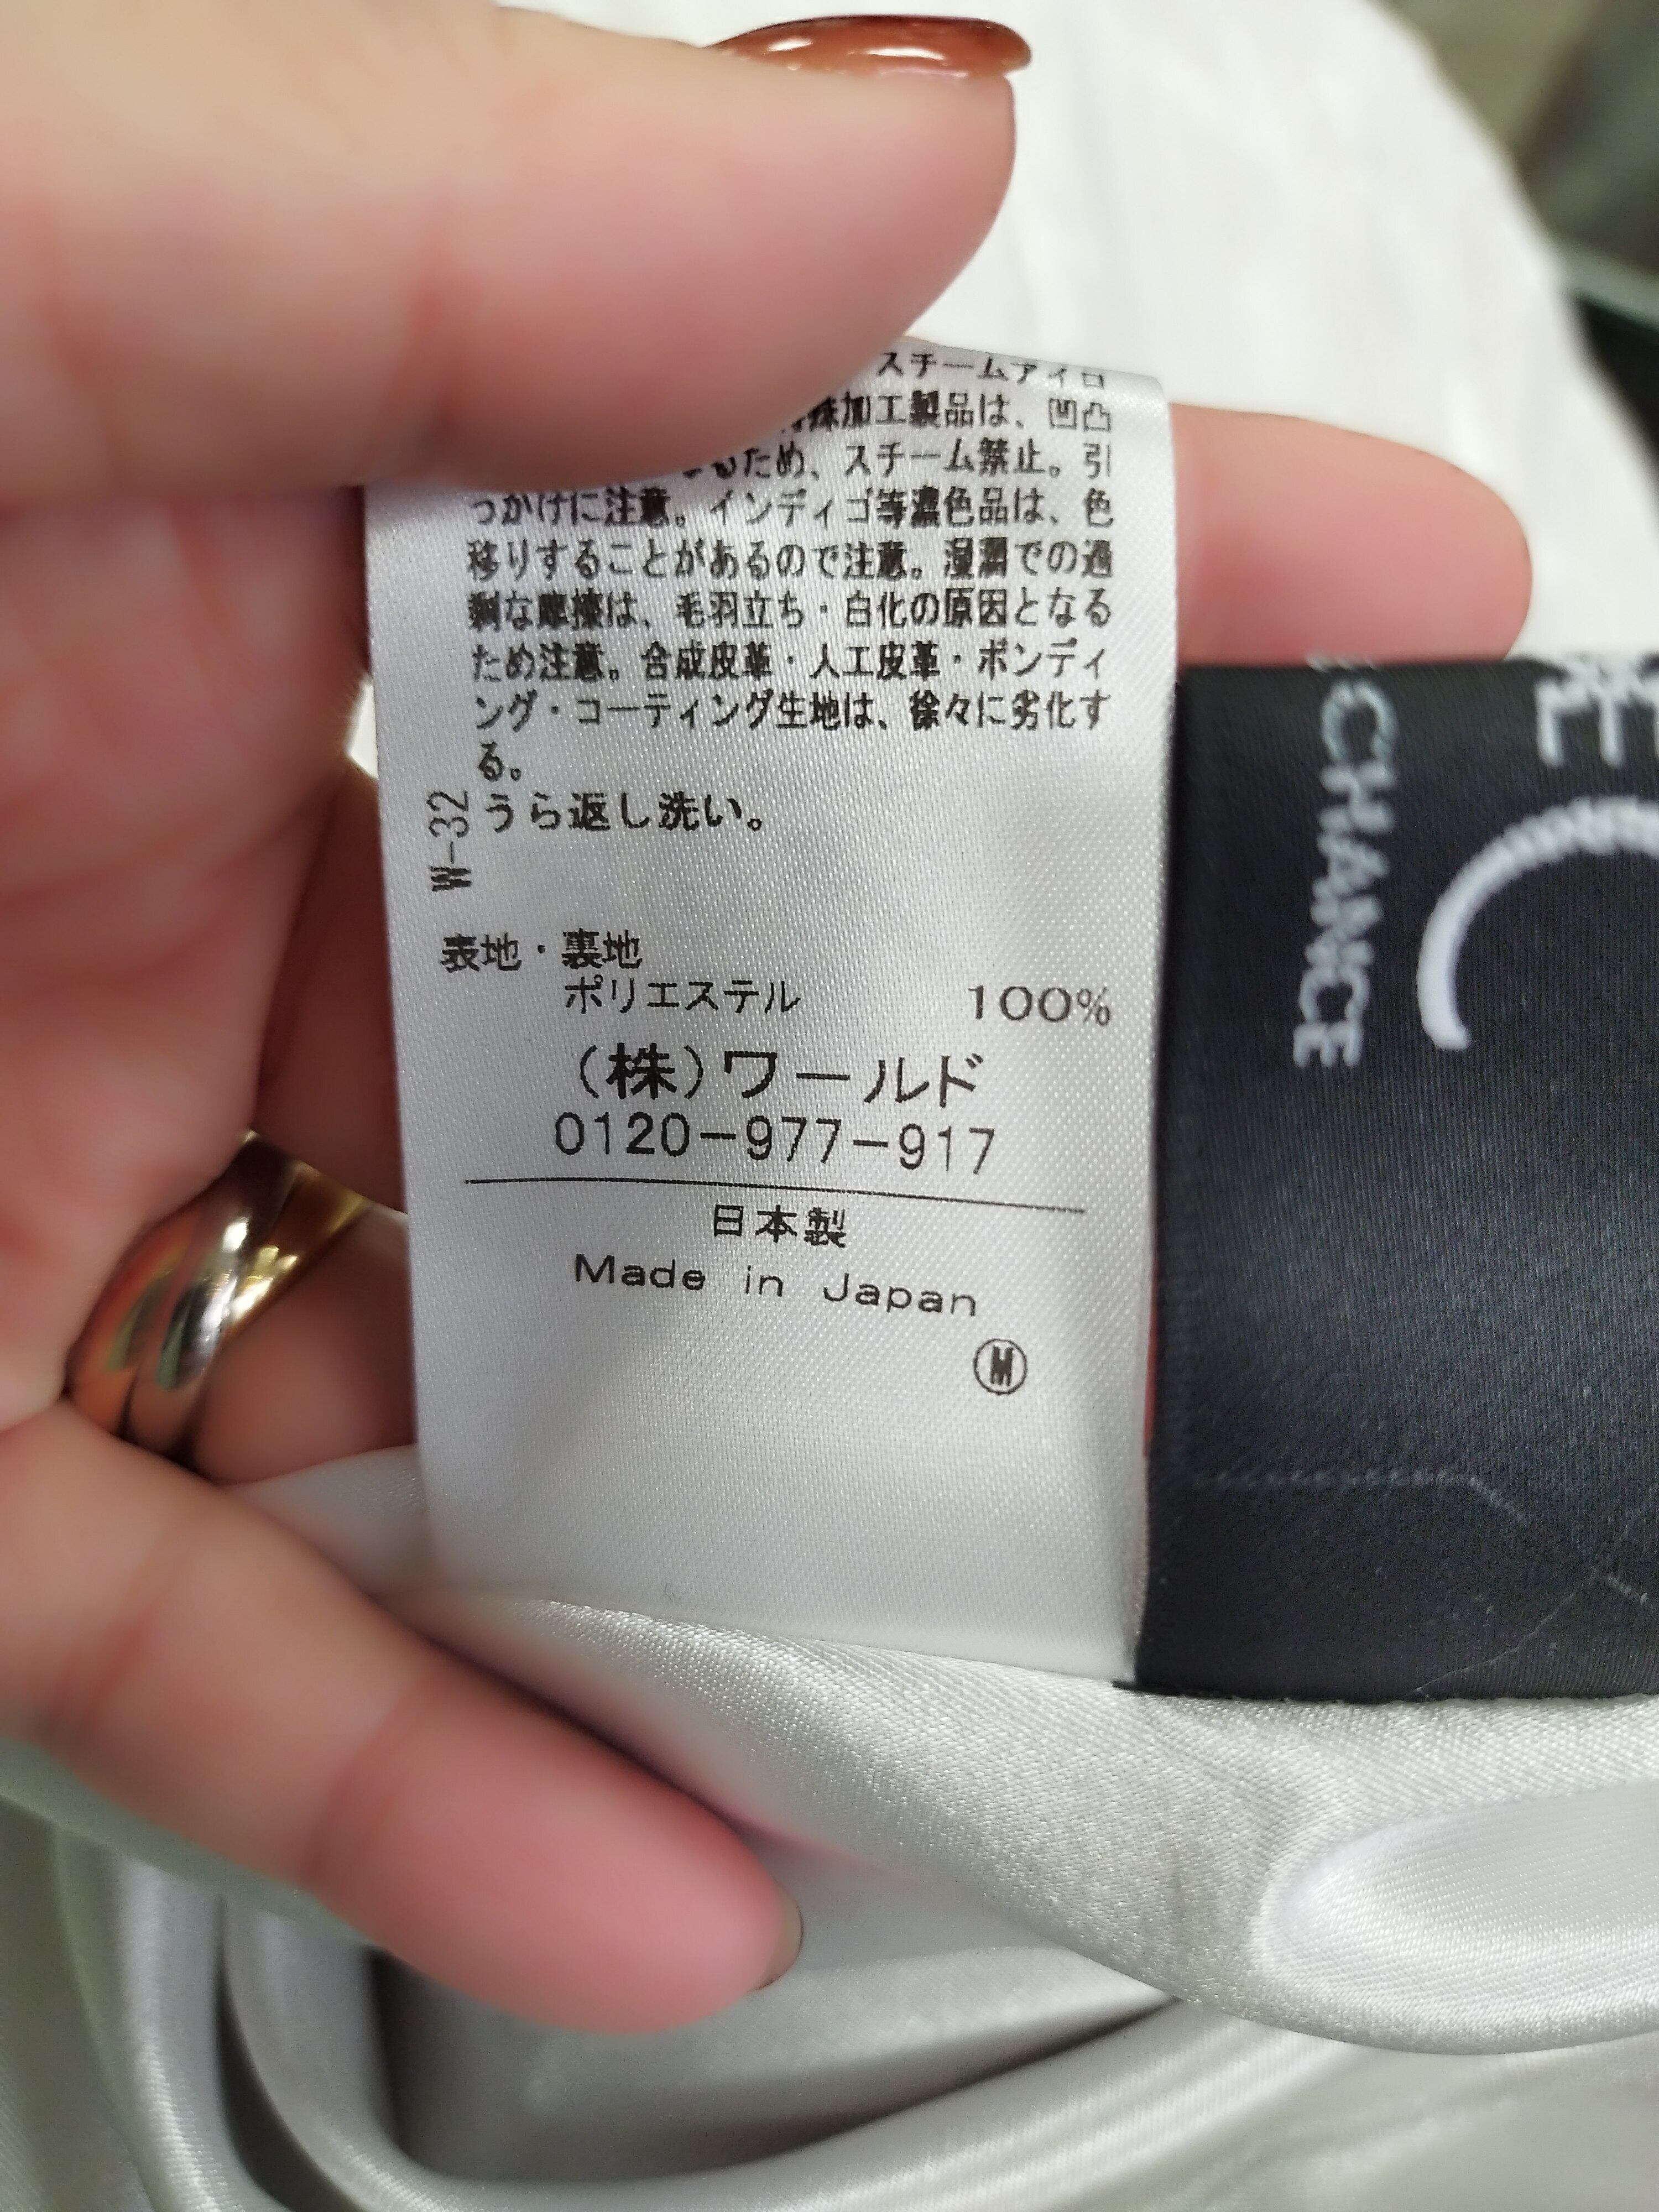 スチームアイロ
加工製品は、凹凸
るため、スチーム禁止。引
っかけに注意。インディゴ等濃色品は、色
移りすることがあるので注意。湿潤での過
剰な摩擦は、毛羽立ち・白化の原因となる
ため注意。合成皮革・人工皮革・ボンディ
ング・コーティング生地は、徐々に劣化す
る。
うら返し洗い。
W-32
表地・裏地
ポリエステル 100%
(株)ワールド
0120-977-917
日本製
Made in Japan
M
CHANCE